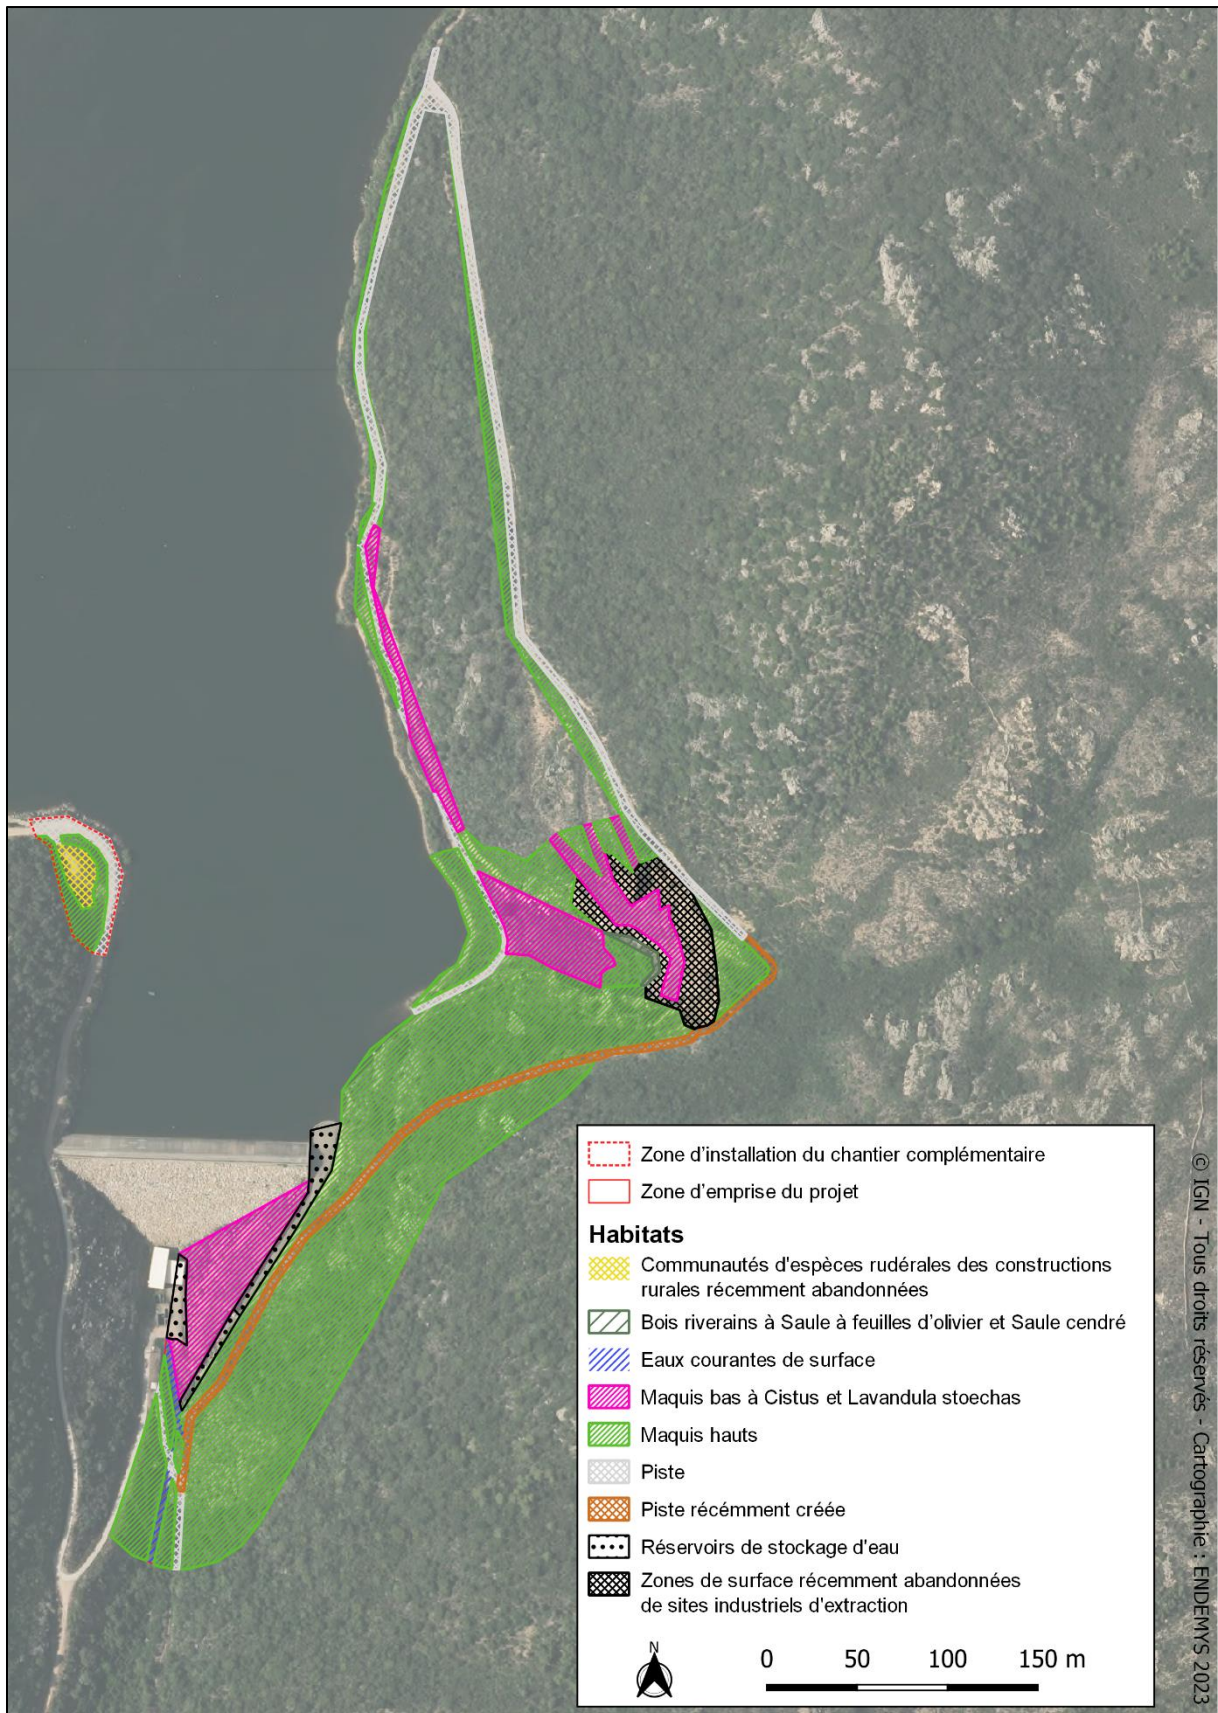 Zone d'installation du chantier complémentaire
Zone d'emprise du projet
Habitats
Communautés d'espèces rudérales des constructions
rurales récemment abandonnées
Bois riverains à Saule à feuilles d'olivier et Saule cendré
Eaux courantes de surface
Maquis bas à Cistus et Lavandula stoechas
Maquis hauts
Piste
Piste récémment créée
Réservoirs de stockage d'eau
Zones de surface récemment abandonnées
de sites industriels d'extraction
N
0 50 100 150 m
© IGN - Tous droits réservés - Cartographie : ENDEMYS 2023